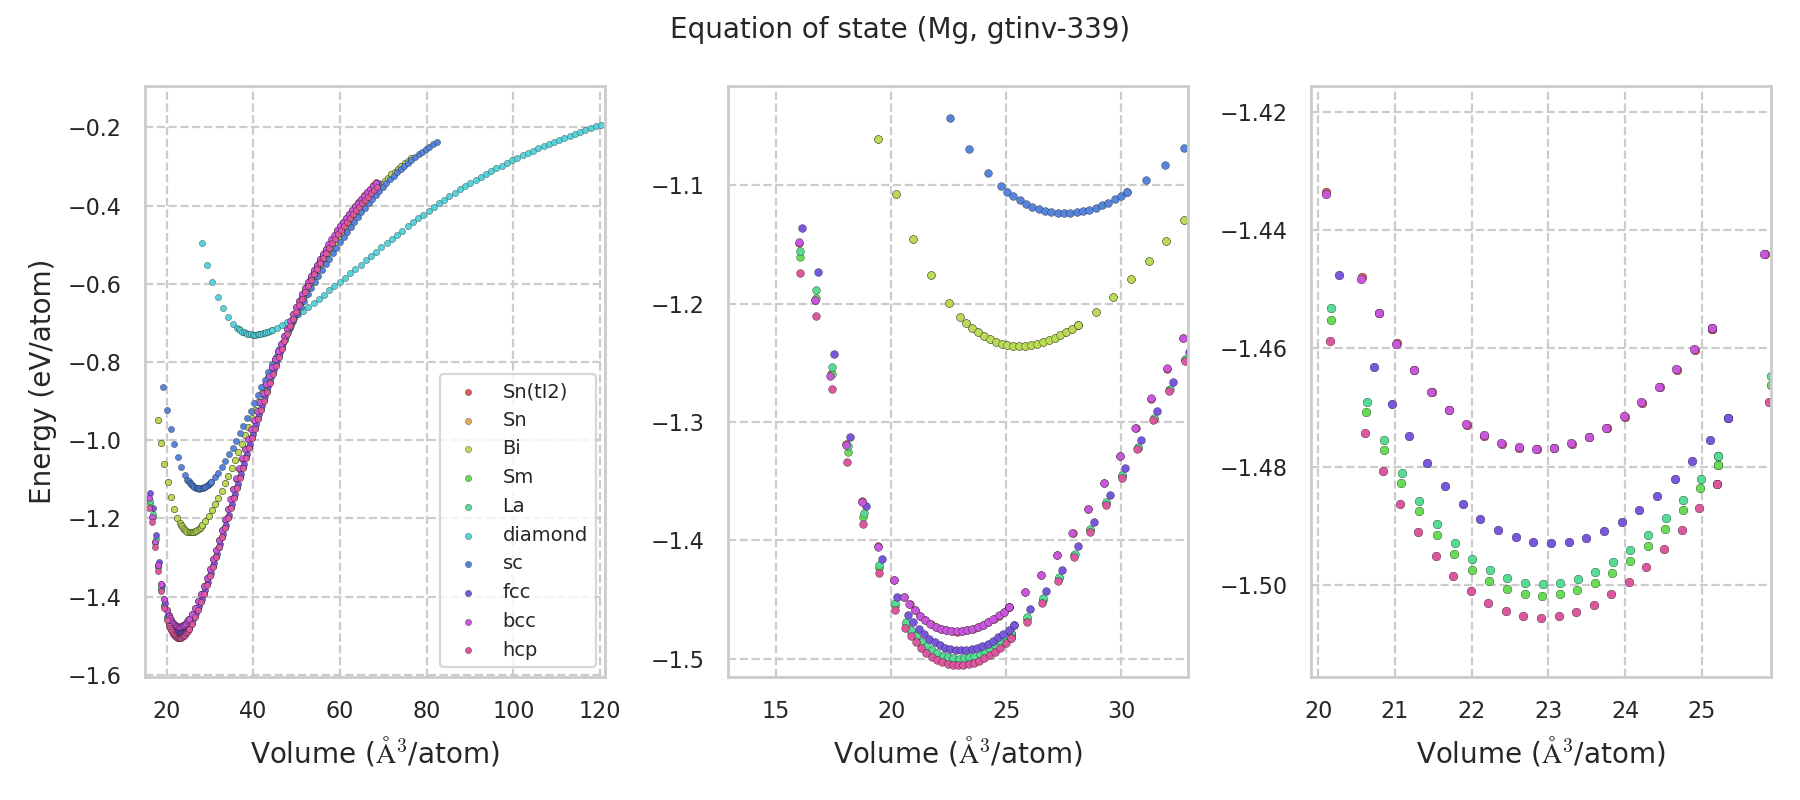 Equation of state (Mg, gtinv-339)
Energy (eV/atom)
−0.2
−0.4
−0.6
−0.8
−1.0
−1.2
−1.4
−1.6
20 40 60 80 100 120
Volume (Å³/atom)
Sn(tI2)
Sn
Bi
Sm
La
diamond
sc
fcc
bcc
hcp
−1.1
−1.2
−1.3
−1.4
−1.5
15 20 25 30
Volume (Å³/atom)
−1.42
−1.44
−1.46
−1.48
−1.50
20 21 22 23 24 25
Volume (Å³/atom)